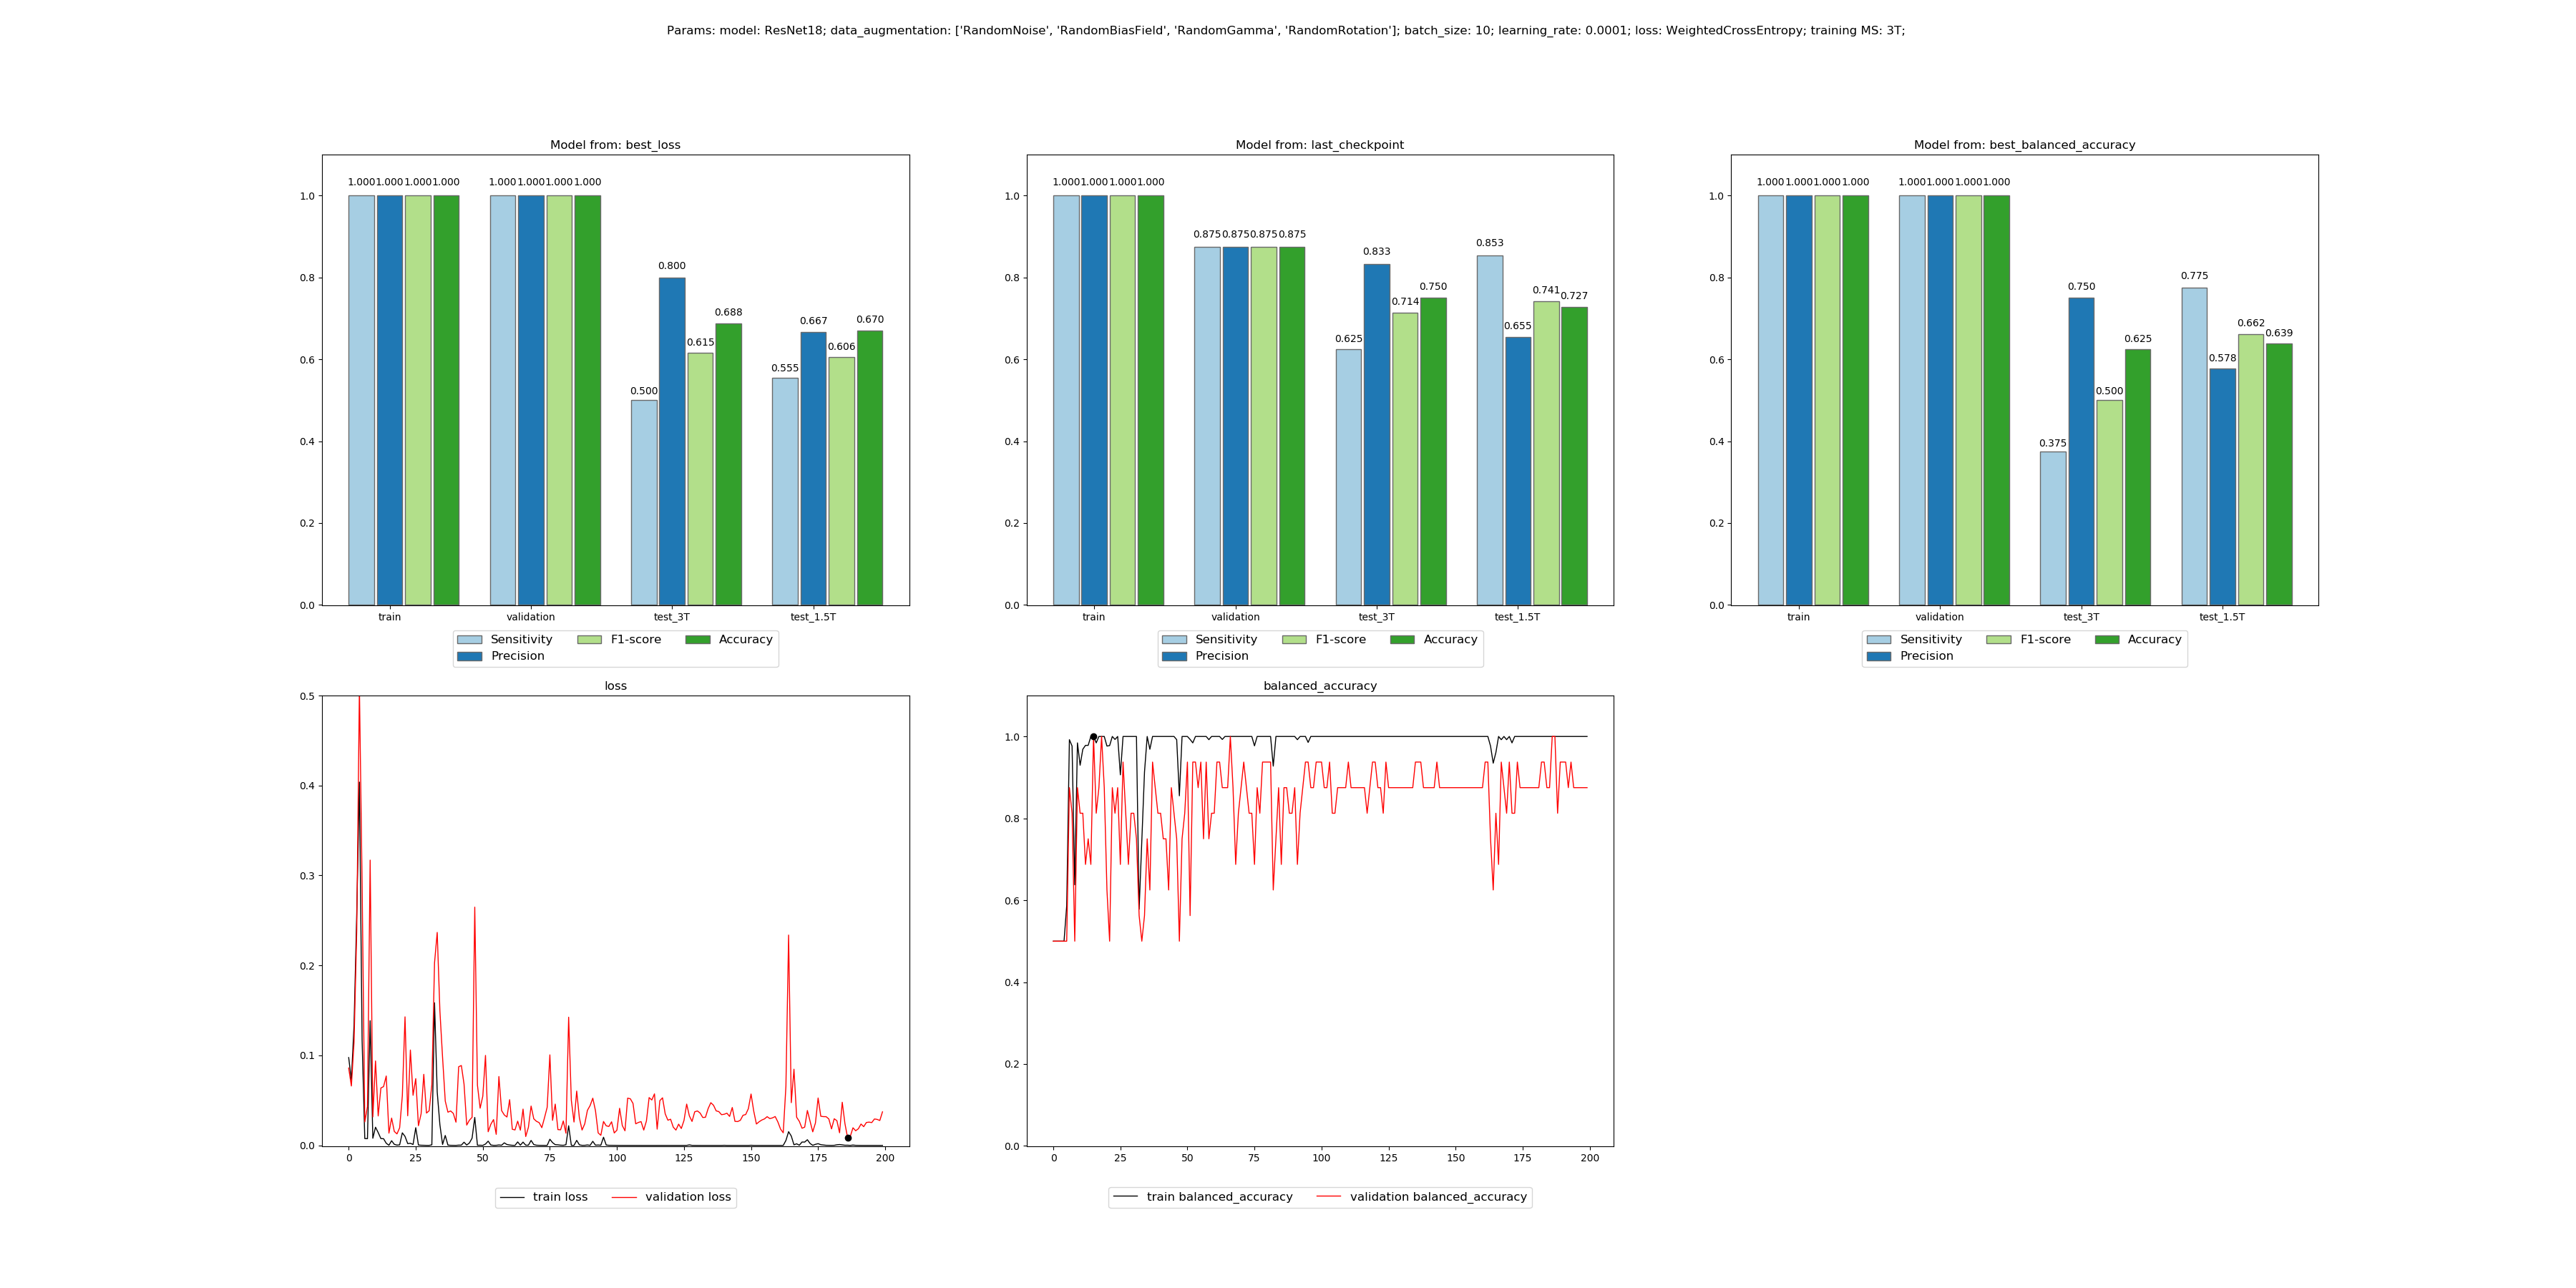 Params: model: ResNet18; data_augmentation: ['RandomNoise', 'RandomBiasField', 'RandomGamma', 'RandomRotation']; batch_size: 10; learning_rate: 0.0001; loss: WeightedCrossEntropy; training MS: 3T;
Model from: best_loss
1.000 1.000 1.000 1.000 1.000 1.000 1.000 1.000
0.500 0.800 0.615 0.688 0.555 0.667 0.606 0.670
1.0
0.8
0.6
0.4
0.2
0.0
train validation test_3T test_1.5T
Sensitivity F1-score Accuracy
Precision
Model from: last_checkpoint
1.000 1.000 1.000 1.000 0.875 0.875 0.875 0.875
0.625 0.833 0.714 0.750 0.853 0.655 0.741 0.727
1.0
0.8
0.6
0.4
0.2
0.0
train validation test_3T test_1.5T
Sensitivity F1-score Accuracy
Precision
Model from: best_balanced_accuracy
1.000 1.000 1.000 1.000 1.000 1.000 1.000 1.000
0.375 0.750 0.500 0.625 0.775 0.578 0.662 0.639
1.0
0.8
0.6
0.4
0.2
0.0
train validation test_3T test_1.5T
Sensitivity F1-score Accuracy
Precision
loss
0.5
0.4
0.3
0.2
0.1
0.0
0 25 50 75 100 125 150 175 200
train loss validation loss
balanced_accuracy
1.0
0.8
0.6
0.4
0.2
0.0
0 25 50 75 100 125 150 175 200
train balanced_accuracy validation balanced_accuracy